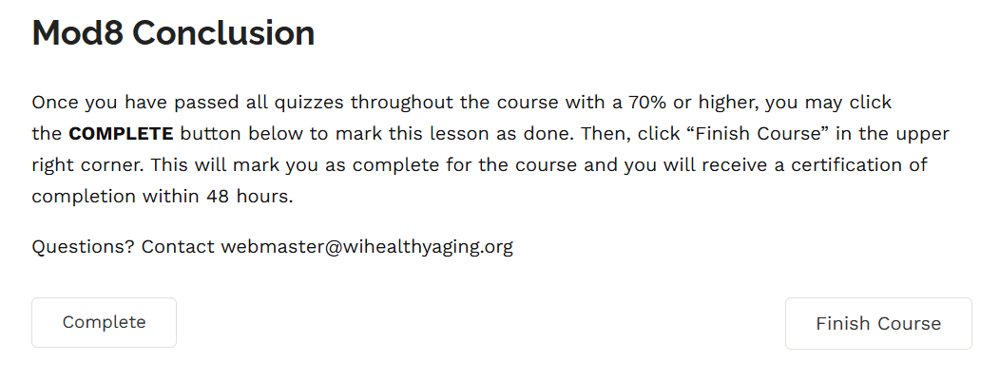 Mod8 Conclusion
Once you have passed all quizzes throughout the course with a 70% or higher, you may click
the COMPLETE button below to mark this lesson as done. Then, click “Finish Course” in the upper
right corner. This will mark you as complete for the course and you will receive a certification of
completion within 48 hours.
Questions? Contact webmaster@wihealthyaging.org
Complete
Finish Course